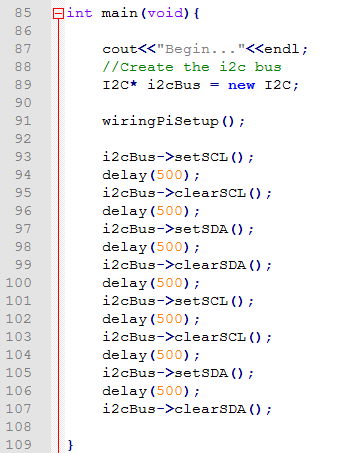 85 int main(void){
86
87 cout<<"Begin..."<<endl;
88 //Create the i2c bus
89 I2C* i2cBus = new I2C;
90
91 wiringPiSetup();
92
93 i2cBus->setSCL();
94 delay(500);
95 i2cBus->clearSCL();
96 delay(500);
97 i2cBus->setSDA();
98 delay(500);
99 i2cBus->clearSDA();
100 delay(500);
101 i2cBus->setSCL();
102 delay(500);
103 i2cBus->clearSCL();
104 delay(500);
105 i2cBus->setSDA();
106 delay(500);
107 i2cBus->clearSDA();
108
109 }